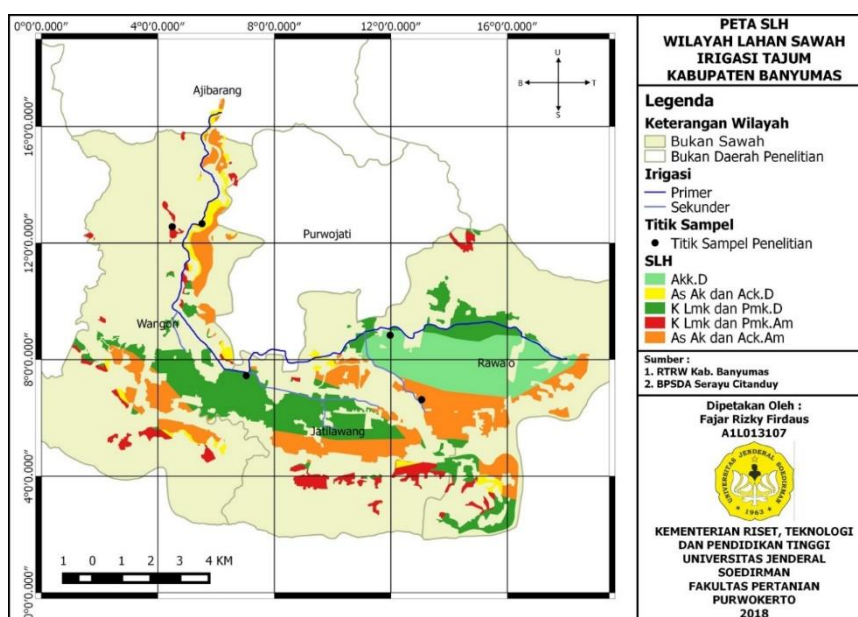 0°0'0.000" 4°0'0.000" 8°0'0.000" 12°0'0.000" 16°0'0.000"
16°0'0.000"
12°0'0.000"
8°0'0.000"
4°0'0.000"
0°0'0.000"
Ajibarang
U
B T
S
Purwojati
Wangon
Rawalo
Jatilawang
1 0 1 2 3 4 KM
PETA SLH
WILAYAH LAHAN SAWAH
IRIGASI TAJUM
KABUPATEN BANYUMAS
Legenda
Keterangan Wilayah
Bukan Sawah
Bukan Daerah Penelitian
Irigasi
Primer
Sekunder
Titik Sampel
Titik Sampel Penelitian
SLH
Akk.D
As Ak dan Ack.D
K Lmk dan Pmk.D
K Lmk dan Pmk.Am
As Ak dan Ack.Am
Sumber :
1. RTRW Kab. Banyumas
2. BPSDA Serayu Citanduy
Dipetakan Oleh :
Fajar Rizky Firdaus
A1L013107
UNIVERSITAS JENDERAL SOEDIRMAN
1963
KEMENTERIAN RISET, TEKNOLOGI
DAN PENDIDIKAN TINGGI
UNIVERSITAS JENDERAL
SOEDIRMAN
FAKULTAS PERTANIAN
PURWOKERTO
2018